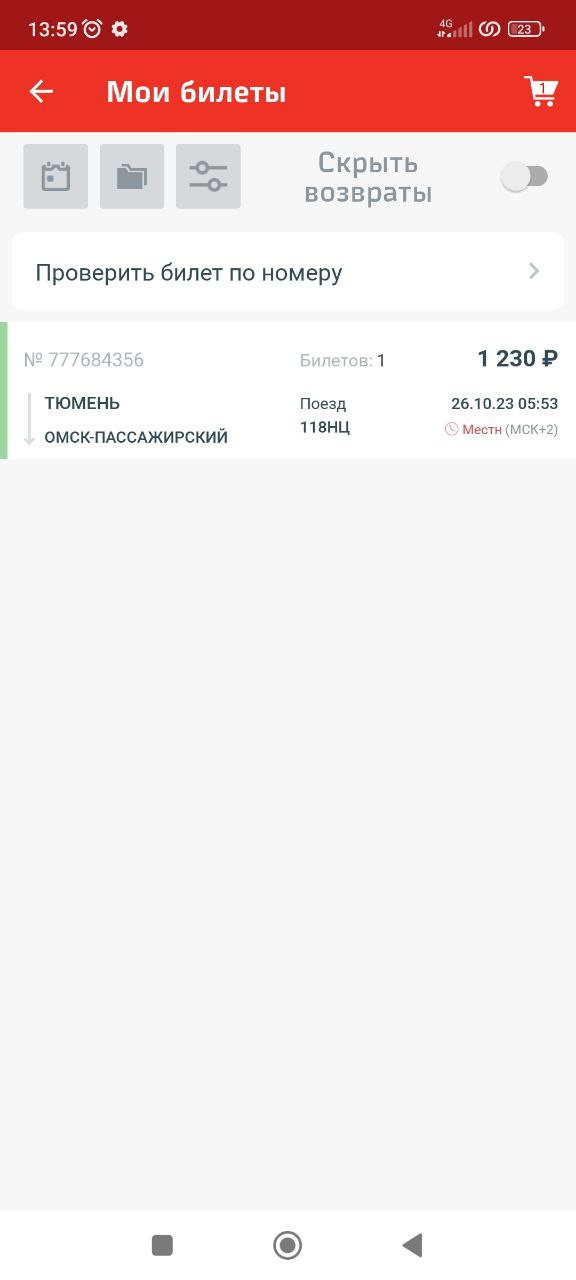 13:59
4G
23
Мои билеты
1
Скрыть
возвраты
Проверить билет по номеру
№ 777684356
Билетов: 1
1 230 ₽
ТЮМЕНЬ
Поезд
26.10.23 05:53
ОМСК-ПАССАЖИРСКИЙ
118НЦ
Местн (МСК+2)